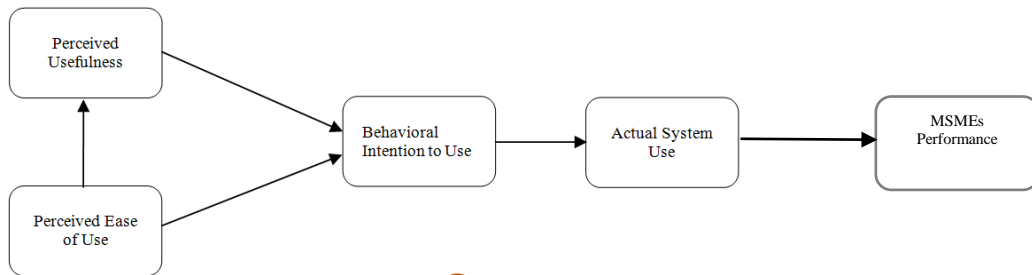 Perceived
Usefulness
Behavioral
Intention to Use
Actual System
Use
MSMEs
Performance
Perceived Ease
of Use